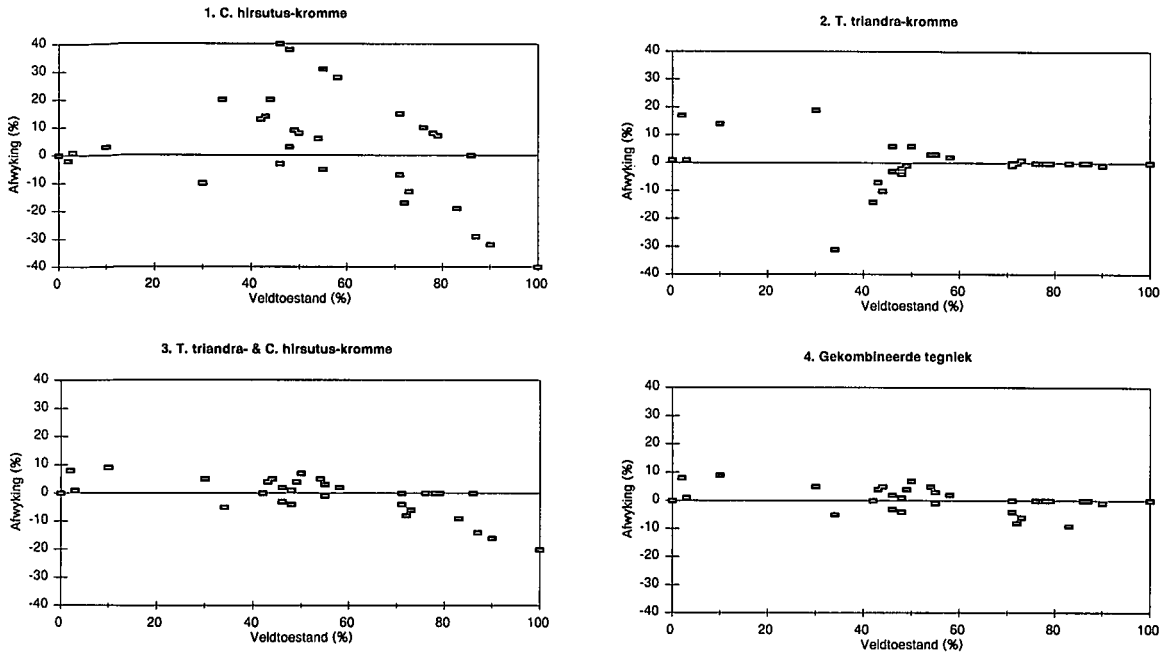 1. C. hirsutus-kromme
40
30
20
10
0
-10
-20
-30
-40
Afwyking (%)
0 20 40 60 80 100
Veldtoestand (%)
2. T. triandra-kromme
40
30
20
10
0
-10
-20
-30
-40
Afwyking (%)
0 20 40 60 80 100
Veldtoestand (%)
3. T. triandra- & C. hirsutus-kromme
40
30
20
10
0
-10
-20
-30
-40
Afwyking (%)
0 20 40 60 80 100
Veldtoestand (%)
4. Gekombineerde tegniek
40
30
20
10
0
-10
-20
-30
-40
Afwyking (%)
0 20 40 60 80 100
Veldtoestand (%)